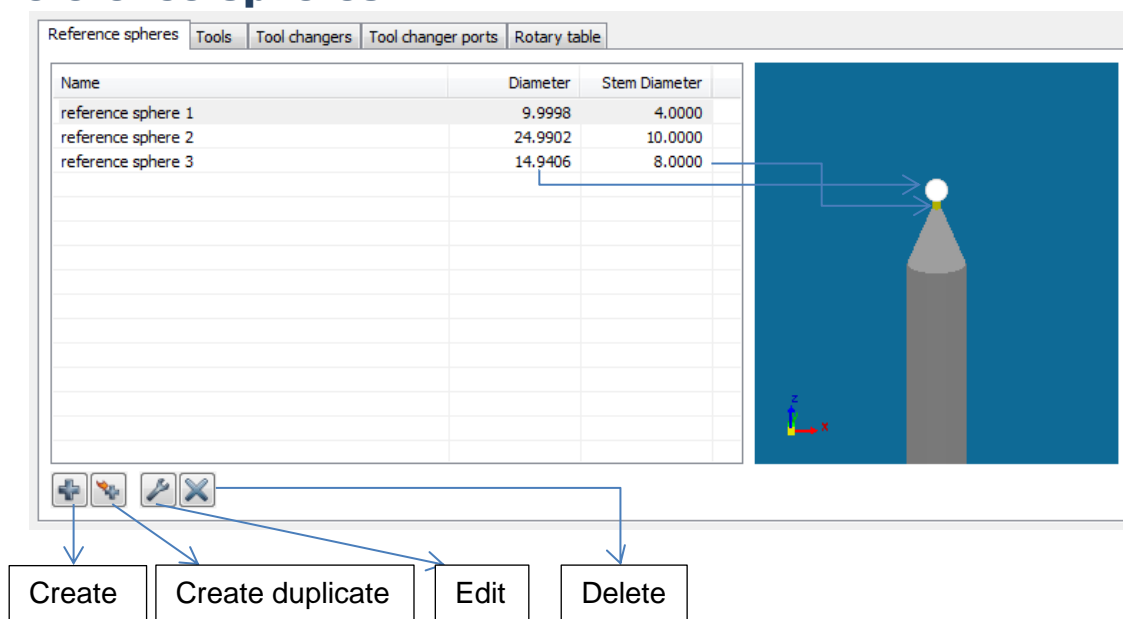 Reference spheres Tools Tool changers Tool changer ports Rotary table
Name Diameter Stem Diameter
reference sphere 1 9.9998 4.0000
reference sphere 2 24.9902 10.0000
reference sphere 3 14.9406 8.0000
z
x
Create Create duplicate Edit Delete